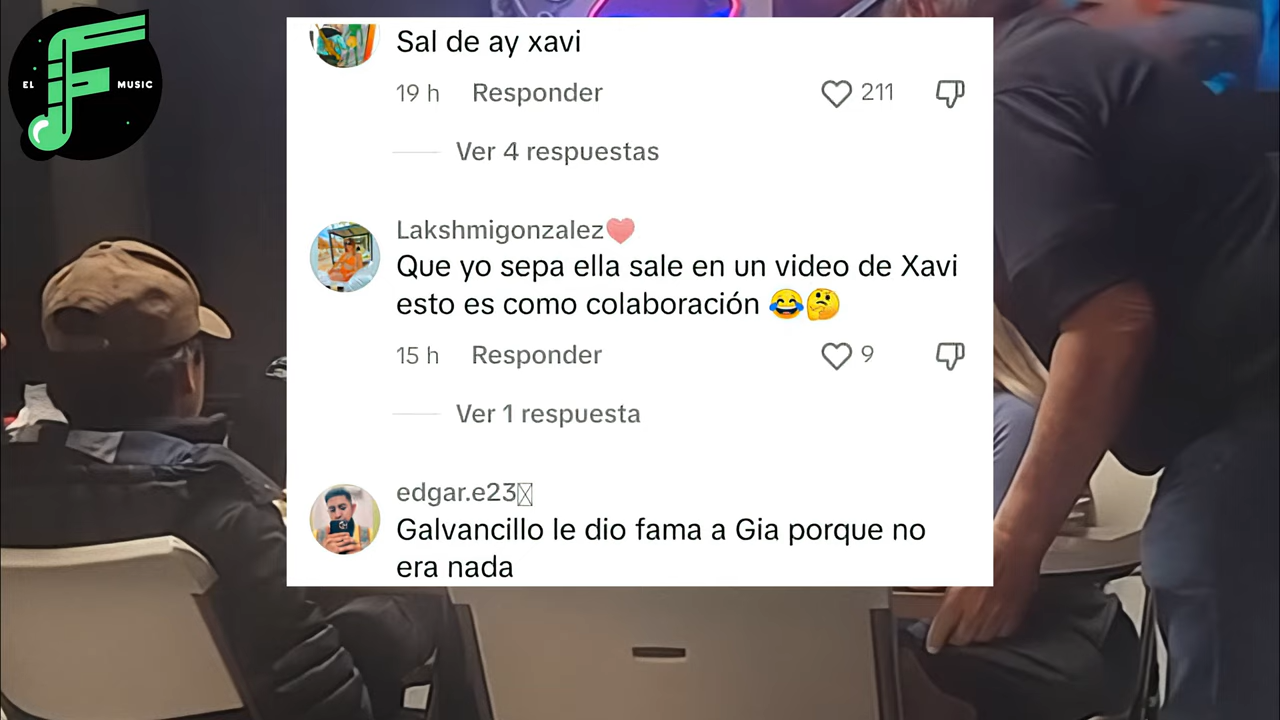 EL MUSIC
Sal de ay xavi
19 h Responder 211
Ver 4 respuestas
Lakshmigonzalez❤️
Que yo sepa ella sale en un video de Xavi
esto es como colaboración 😂🤔
15 h Responder 9
Ver 1 respuesta
edgar.e23
Galvancillo le dio fama a Gia porque no
era nada